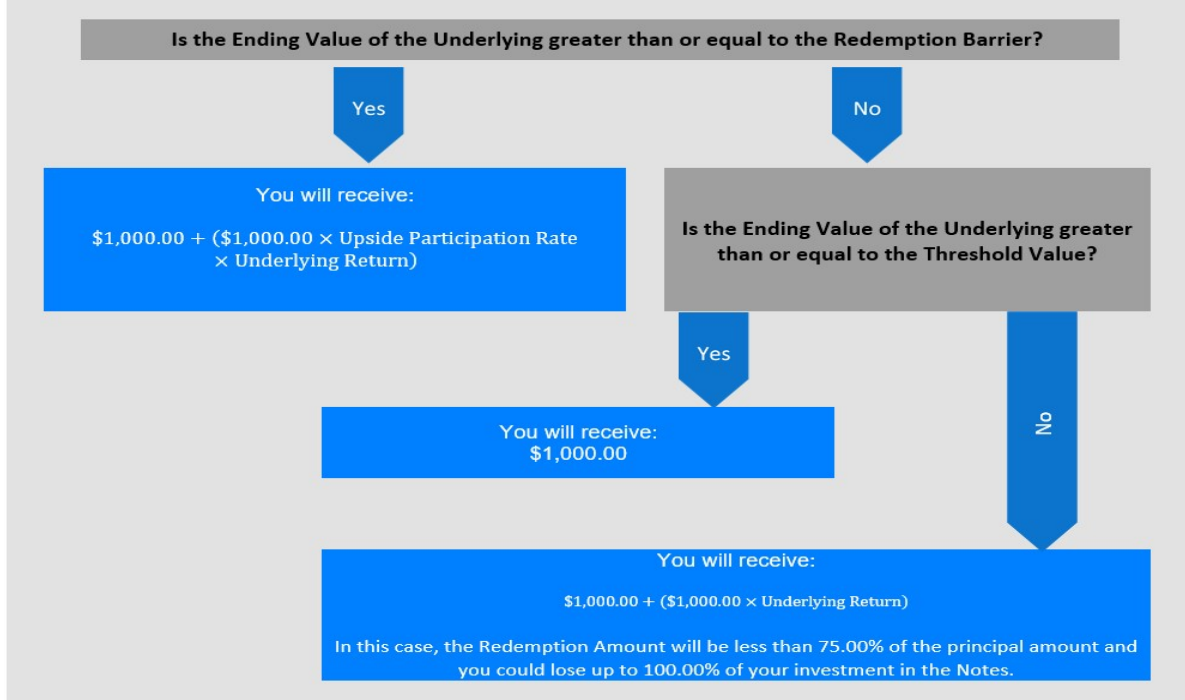 Is the Ending Value of the Underlying greater than or equal to the Redemption Barrier?
Yes
No
You will receive:
$1,000.00 + ($1,000.00 × Upside Participation Rate
× Underlying Return)
Is the Ending Value of the Underlying greater
than or equal to the Threshold Value?
Yes
No
You will receive:
$1,000.00
You will receive:
$1,000.00 + ($1,000.00 × Underlying Return)
In this case, the Redemption Amount will be less than 75.00% of the principal amount and
you could lose up to 100.00% of your investment in the Notes.